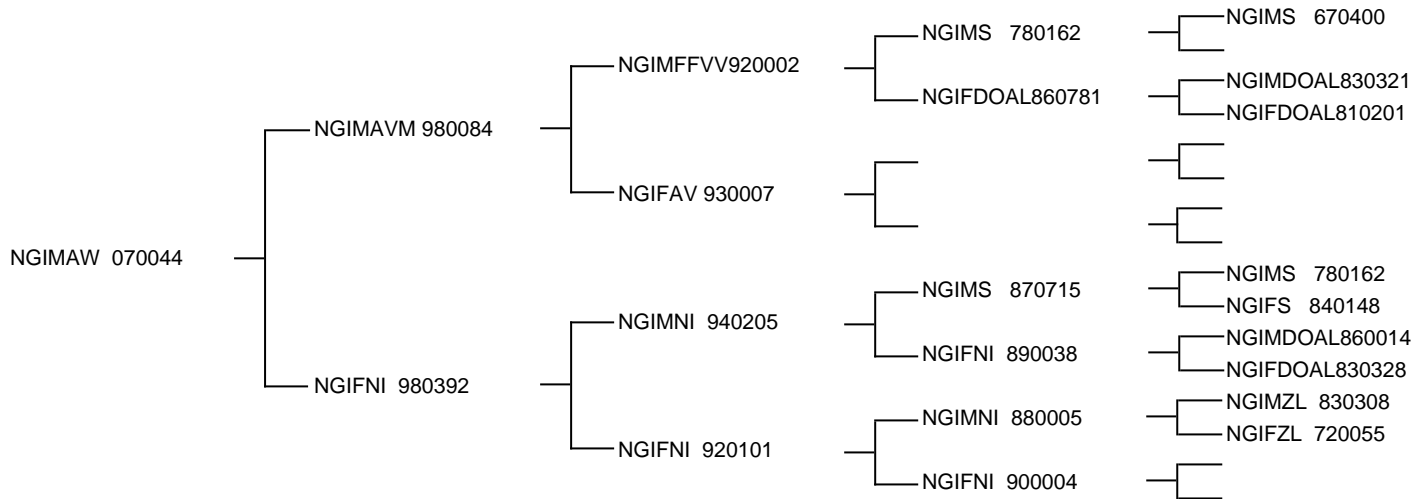 NGIMS 670400
NGIMS 780162
NGIMFFVV920002
NGIMDOAL830321
NGIFDOAL860781
NGIFDOAL810201
NGIMAVM 980084
NGIFAV 930007
NGIMAW 070044
NGIMS 780162
NGIMS 870715
NGIFS 840148
NGIMNI 940205
NGIMDOAL860014
NGIFNI 890038
NGIFDOAL830328
NGIFNI 980392
NGIMZL 830308
NGIMNI 880005
NGIFZL 720055
NGIFNI 920101
NGIFNI 900004